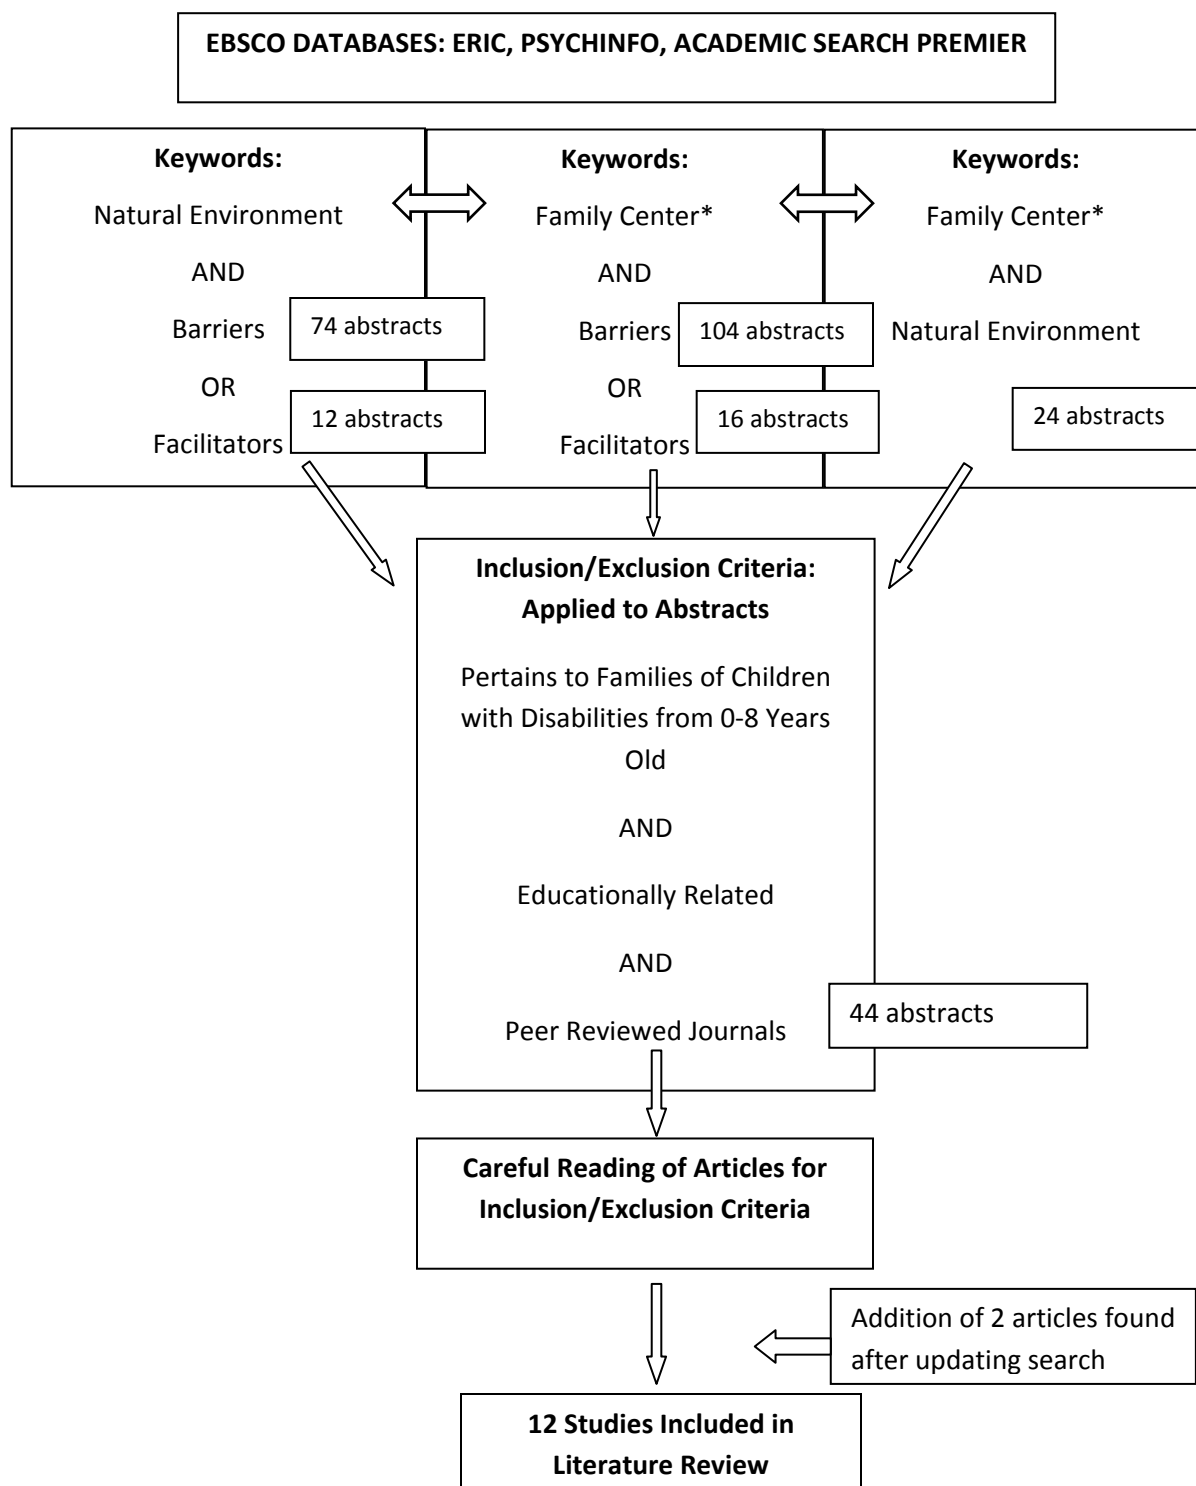 EBSCO DATABASES: ERIC, PSYCHINFO, ACADEMIC SEARCH PREMIER
Keywords:
Natural Environment
AND
Barriers
74 abstracts
OR
12 abstracts
Facilitators
Keywords:
Family Center*
AND
Barriers
104 abstracts
OR
16 abstracts
Facilitators
Keywords:
Family Center*
AND
Natural Environment
24 abstracts
Inclusion/Exclusion Criteria:
Applied to Abstracts
Pertains to Families of Children
with Disabilities from 0-8 Years
Old
AND
Educationally Related
AND
Peer Reviewed Journals
44 abstracts
Careful Reading of Articles for
Inclusion/Exclusion Criteria
Addition of 2 articles found
after updating search
12 Studies Included in
Literature Review